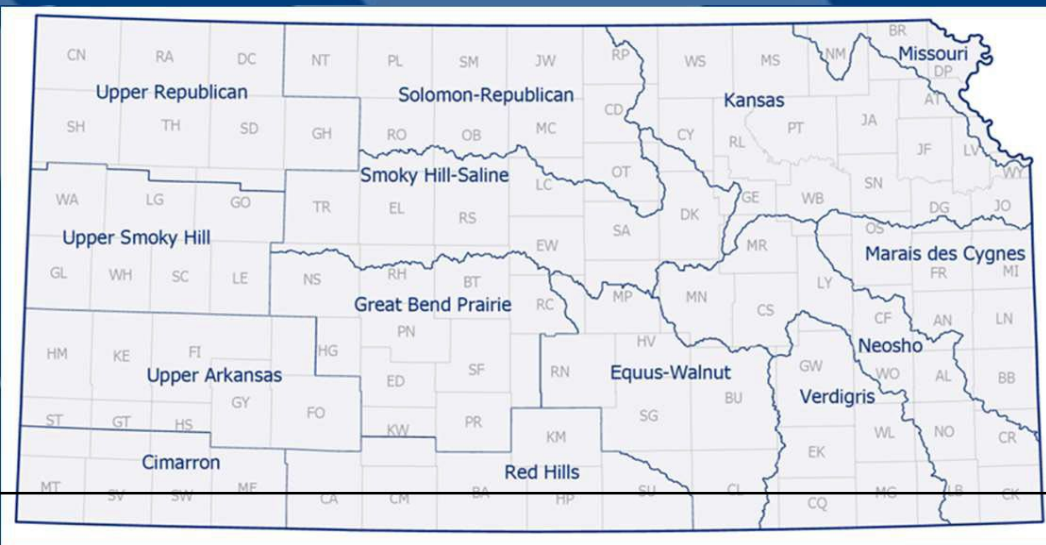 CN RA DC NT PL SM JW RP WS MS NM BR
Missouri
DP
Upper Republican Solomon-Republican Kansas
AT
SH TH SD GH RO OB MC CD CY RL PT JA
JF LV
Smoky Hill-Saline
LC OT SN WY
WA LG GO TR EL RS DK GE WB DG JO
SA OS
Upper Smoky Hill EW MR
Marais des Cygnes
GL WH SC LE NS RH BT LY FR MI
Great Bend Prairie RC MP MN CS
CF AN LN
HM KE FI HG PN HV Neosho
Upper Arkansas ED SF RN Equus-Walnut GW WO AL BB
Verdigris
GY FO BU
ST GT HS KW PR SG WL NO CR
KM
Cimarron Red Hills EK
MT SV SW ME CA CM BA HP SU CL CQ MG LB CK